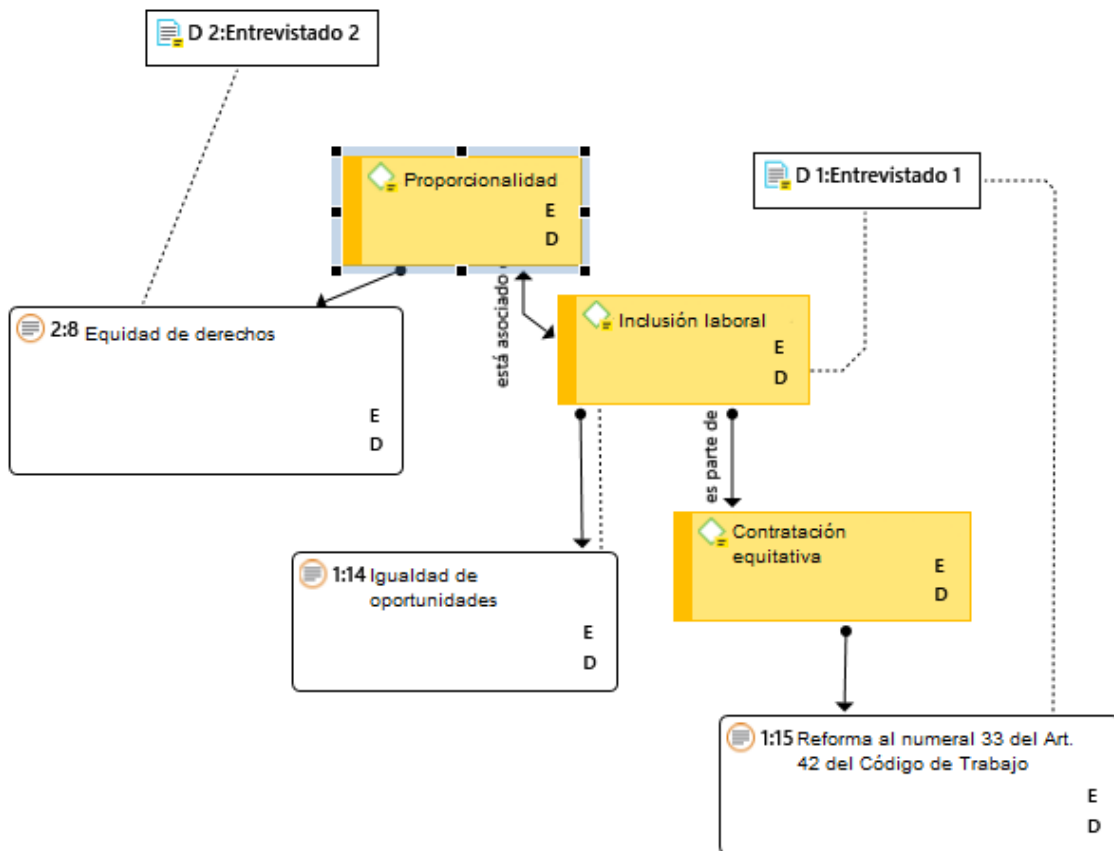 D 2:Entrevistado 2
Proporcionalidad
E
D
D 1:Entrevistado 1
está asociado
2:8 Equidad de derechos
E
D
Inclusión laboral
E
D
es parte de
1:14 Igualdad de
oportunidades
E
D
Contratación
equitativa
E
D
1:15 Reforma al numeral 33 del Art.
42 del Código de Trabajo
E
D